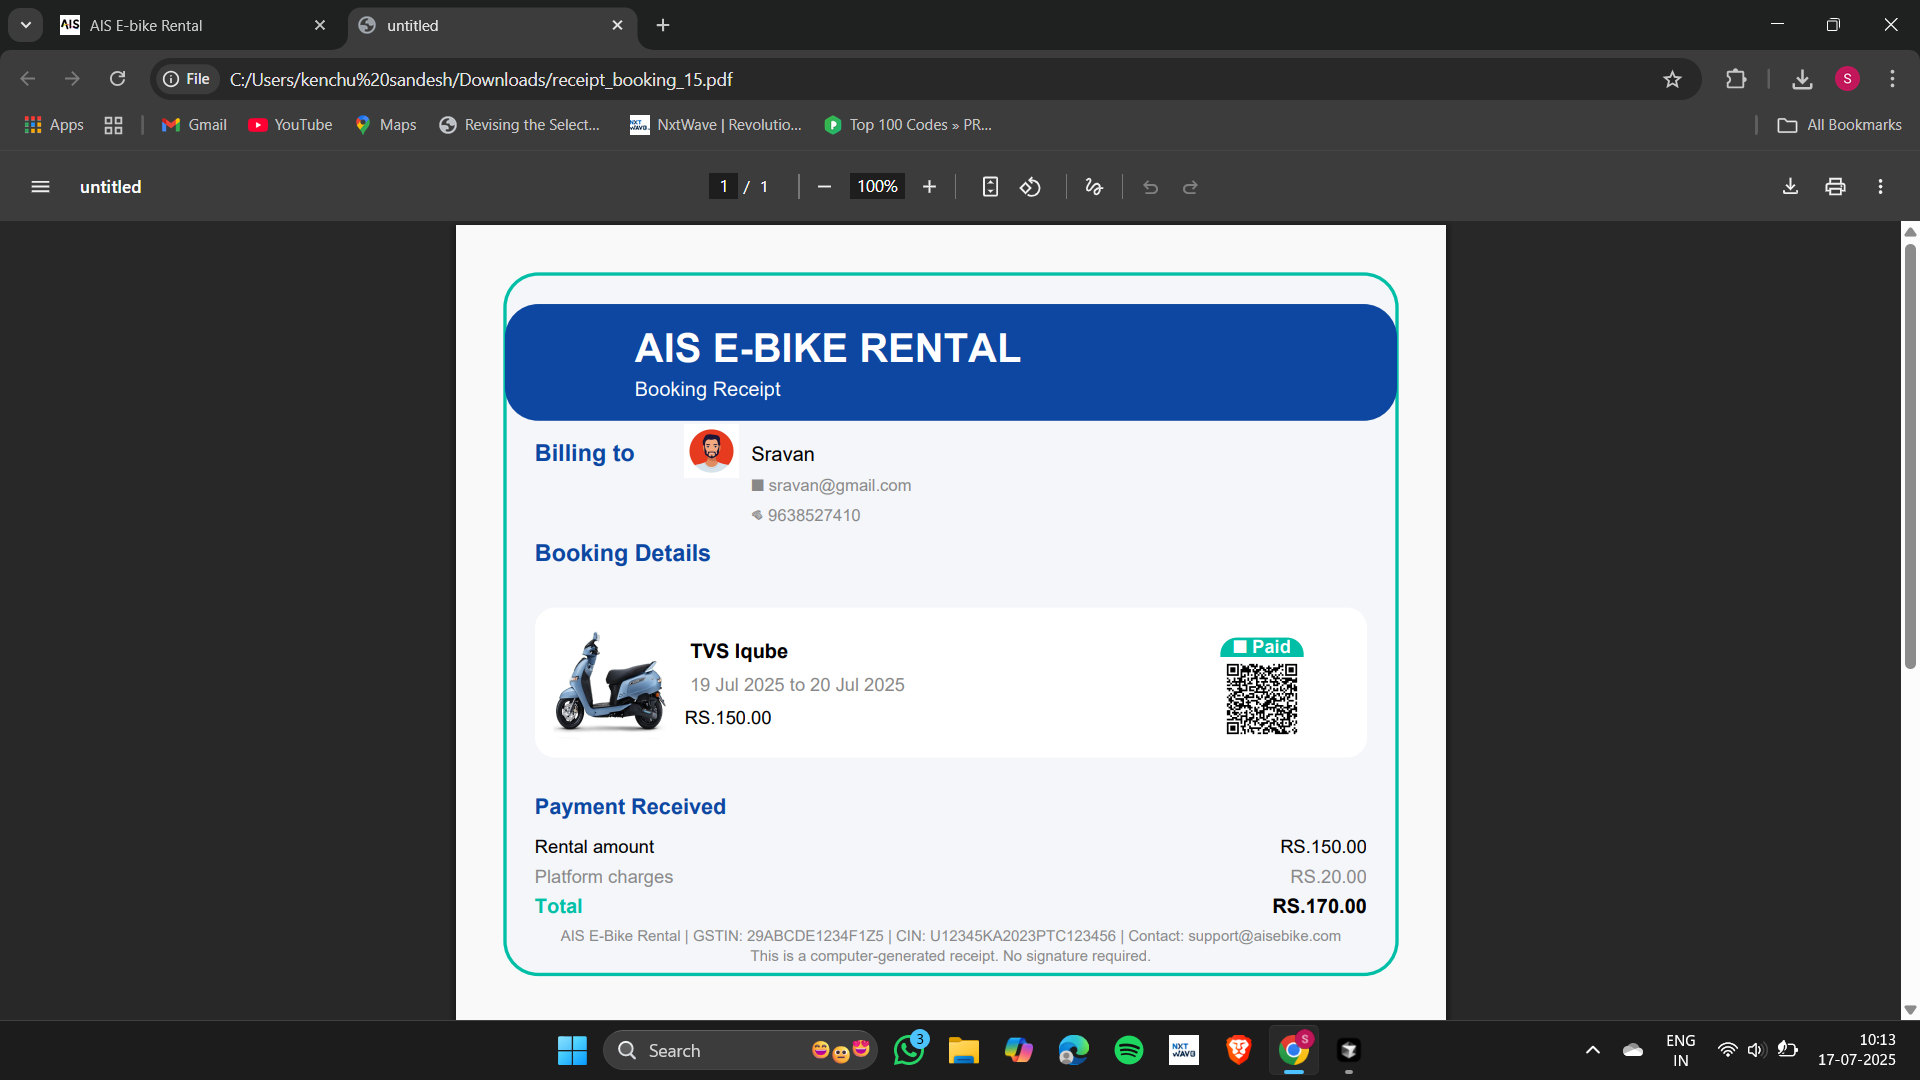 AIS
AIS E-bike Rental
untitled
File
C:/Users/kenchu%20sandesh/Downloads/receipt_booking_15.pdf
S
Apps
Gmail
YouTube
Maps
Revising the Select...
NxtWave | Revolutio...
Top 100 Codes » PR...
All Bookmarks
untitled
1 / 1
100%
AIS E-BIKE RENTAL
Booking Receipt
Billing to
Sravan
sravan@gmail.com
9638527410
Booking Details
TVS Iqube
19 Jul 2025 to 20 Jul 2025
RS.150.00
Paid
Payment Received
Rental amount RS.150.00
Platform charges RS.20.00
Total RS.170.00
AIS E-Bike Rental | GSTIN: 29ABCDE1234F1Z5 | CIN: U12345KA2023PTC123456 | Contact: support@aisebike.com
This is a computer-generated receipt. No signature required.
Search
3
NXT
WAVE
S
ENG
IN
10:13
17-07-2025